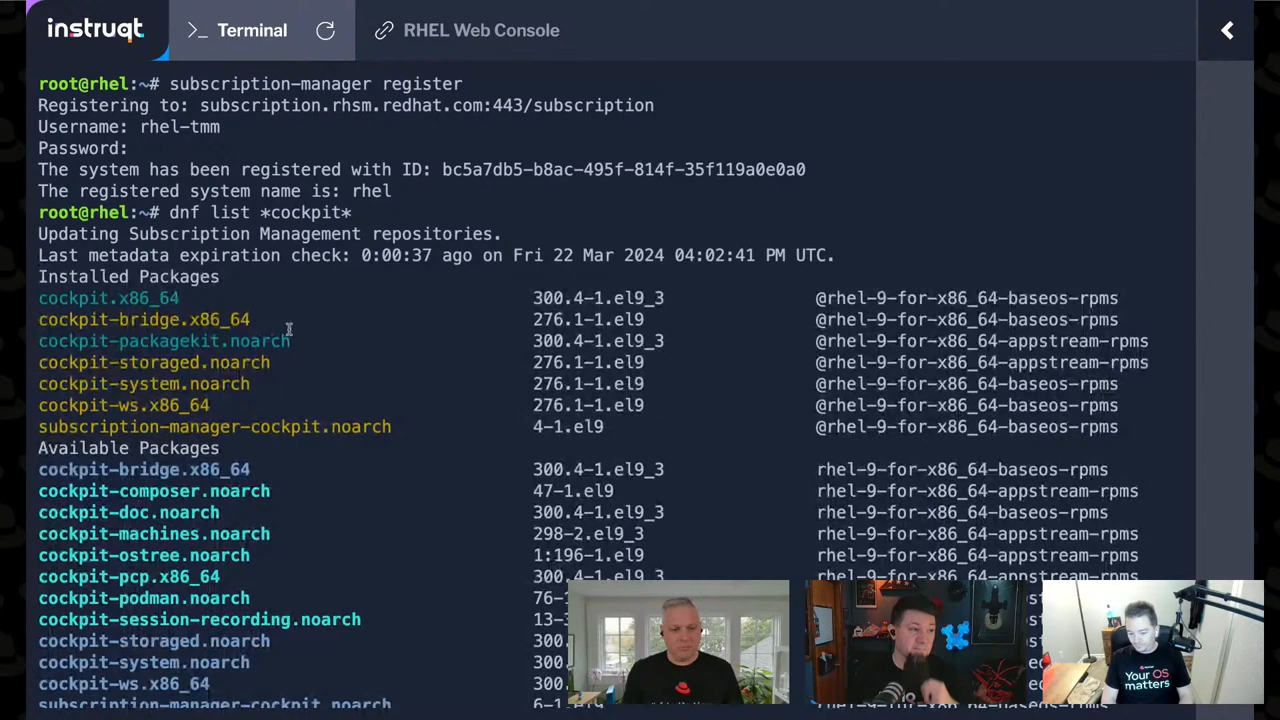 instruqt
>_ Terminal
RHEL Web Console
root@rhel:~# subscription-manager register
Registering to: subscription.rhsm.redhat.com:443/subscription
Username: rhel-tmm
Password:
The system has been registered with ID: bc5a7db5-b8ac-495f-814f-35f119a0e0a0
The registered system name is: rhel
root@rhel:~# dnf list *cockpit*
Updating Subscription Management repositories.
Last metadata expiration check: 0:00:37 ago on Fri 22 Mar 2024 04:02:41 PM UTC.
Installed Packages
cockpit.x86_64 300.4-1.el9_3 @rhel-9-for-x86_64-baseos-rpms
cockpit-bridge.x86_64 276.1-1.el9 @rhel-9-for-x86_64-baseos-rpms
cockpit-packagekit.noarch 300.4-1.el9_3 @rhel-9-for-x86_64-appstream-rpms
cockpit-storaged.noarch 276.1-1.el9 @rhel-9-for-x86_64-appstream-rpms
cockpit-system.noarch 276.1-1.el9 @rhel-9-for-x86_64-baseos-rpms
cockpit-ws.x86_64 276.1-1.el9 @rhel-9-for-x86_64-baseos-rpms
subscription-manager-cockpit.noarch 4-1.el9 @rhel-9-for-x86_64-baseos-rpms
Available Packages
cockpit-bridge.x86_64 300.4-1.el9_3 rhel-9-for-x86_64-baseos-rpms
cockpit-composer.noarch 47-1.el9 rhel-9-for-x86_64-appstream-rpms
cockpit-doc.noarch 300.4-1.el9_3 rhel-9-for-x86_64-baseos-rpms
cockpit-machines.noarch 298-2.el9_3 rhel-9-for-x86_64-appstream-rpms
cockpit-ostree.noarch 1:196-1.el9 rhel-9-for-x86_64-appstream-rpms
cockpit-pcp.x86_64 300.4-1.el9_3 rhel-9-for-x86_64-appstream-rpms
cockpit-podman.noarch 76-
cockpit-session-recording.noarch 13-
cockpit-storaged.noarch 300.
cockpit-system.noarch 300.
cockpit-ws.x86_64 300.
subscription-manager-cockpit.noarch 6-1
Your OS
matters